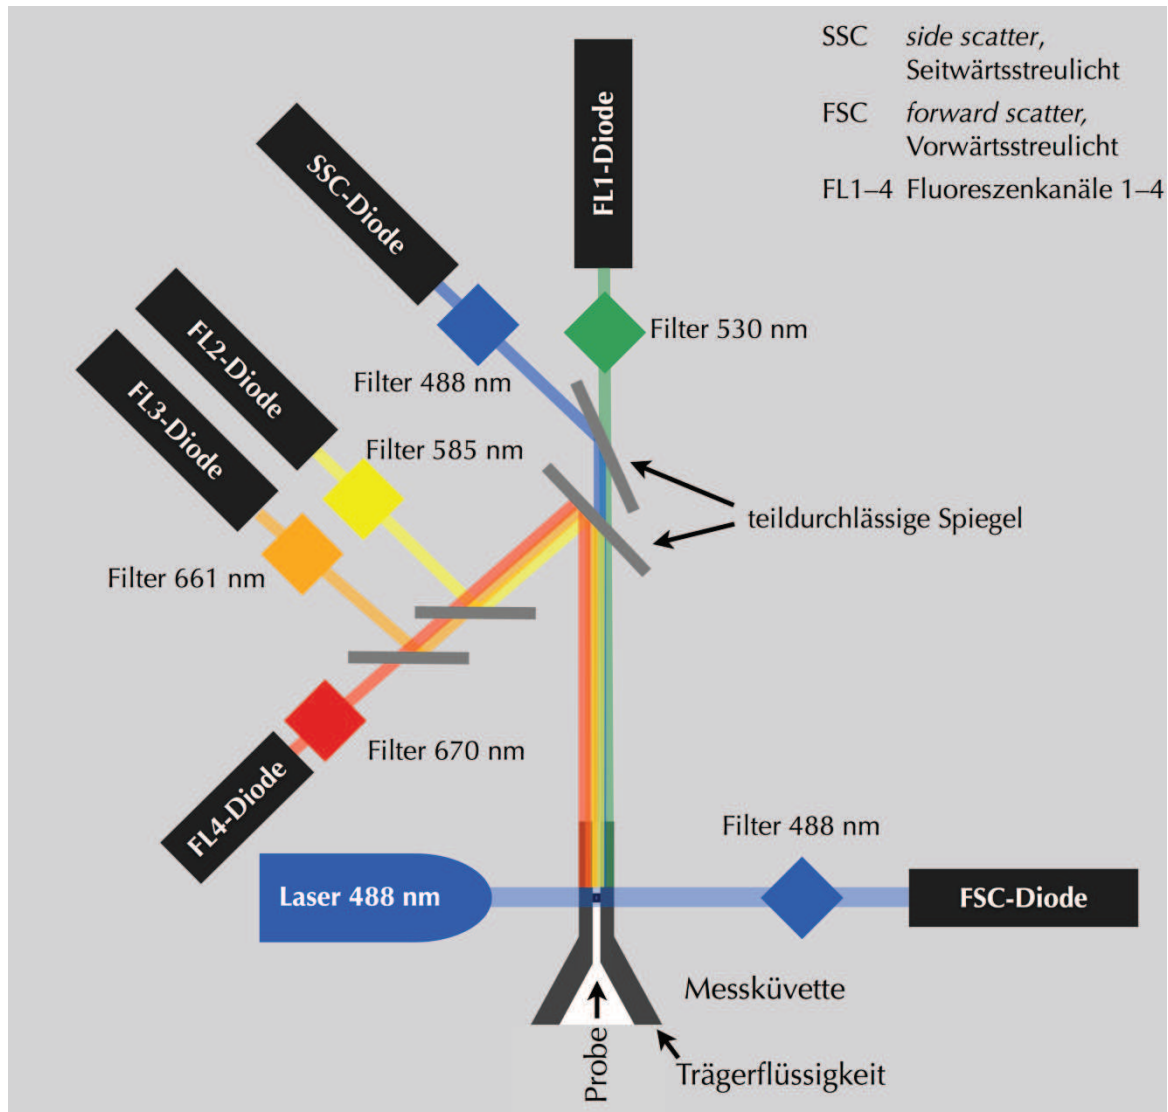 SSC side scatter,
Seitwärtsstreulicht
FSC forward scatter,
Vorwärtsstreulicht
FL1–4 Fluoreszenkanäle 1–4
FL1-Diode
SSC-Diode
FL2-Diode
FL3-Diode
Filter 530 nm
Filter 488 nm
Filter 585 nm
teildurchlässige Spiegel
Filter 661 nm
Filter 670 nm
FL4-Diode
Filter 488 nm
Laser 488 nm
FSC-Diode
Messküvette
Probe
Trägerflüssigkeit